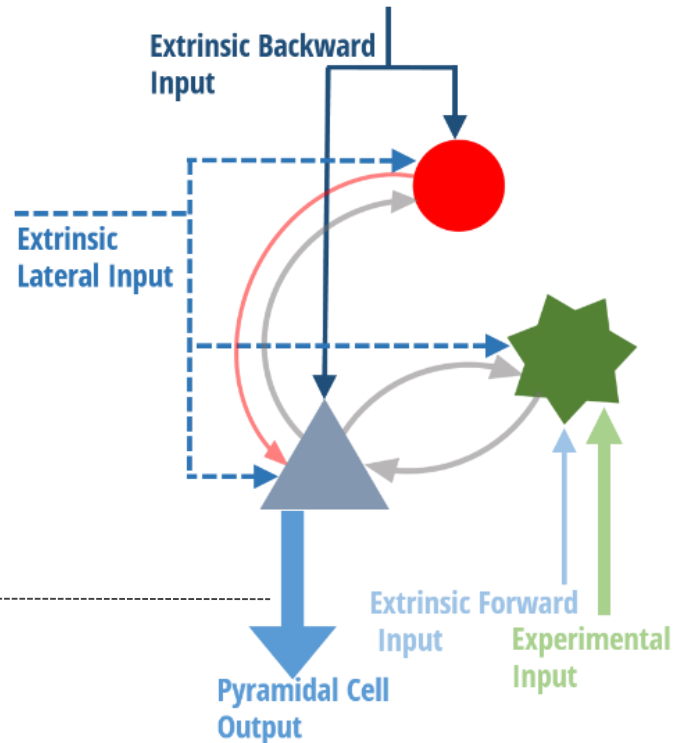 Extrinsic Backward
Input
Extrinsic
Lateral Input
Extrinsic Forward
Input
Experimental
Input
Pyramidal Cell
Output